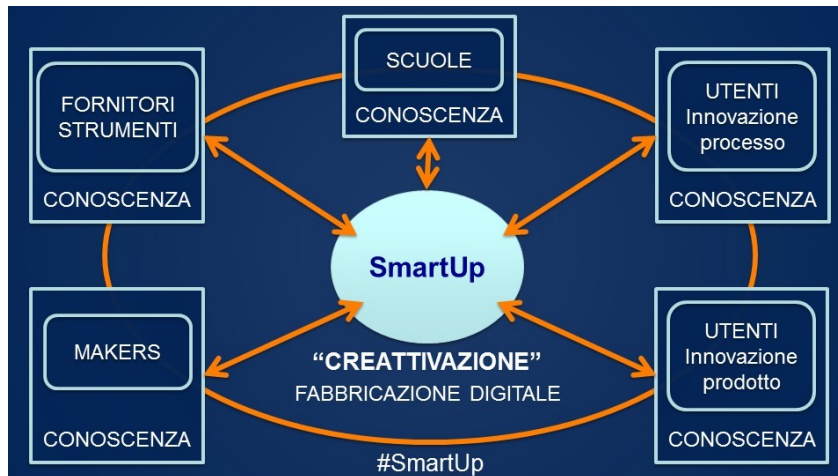 SCUOLE
CONOSCENZA
FORNITORI
STRUMENTI
CONOSCENZA
UTENTI
Innovazione
processo
CONOSCENZA
SmartUp
MAKERS
CONOSCENZA
“CREATTIVAZIONE”
FABBRICAZIONE DIGITALE
UTENTI
Innovazione
prodotto
CONOSCENZA
#SmartUp